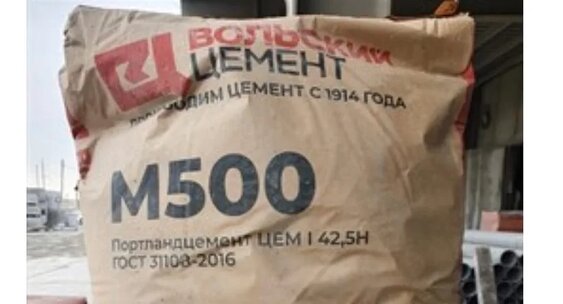 ВОЛЬСКИЙ
ЦЕМЕНТ
ПРОИЗВОДИМ ЦЕМЕНТ С 1914 ГОДА
М500
Портландцемент ЦЕМ I 42,5Н
ГОСТ 31108-2016